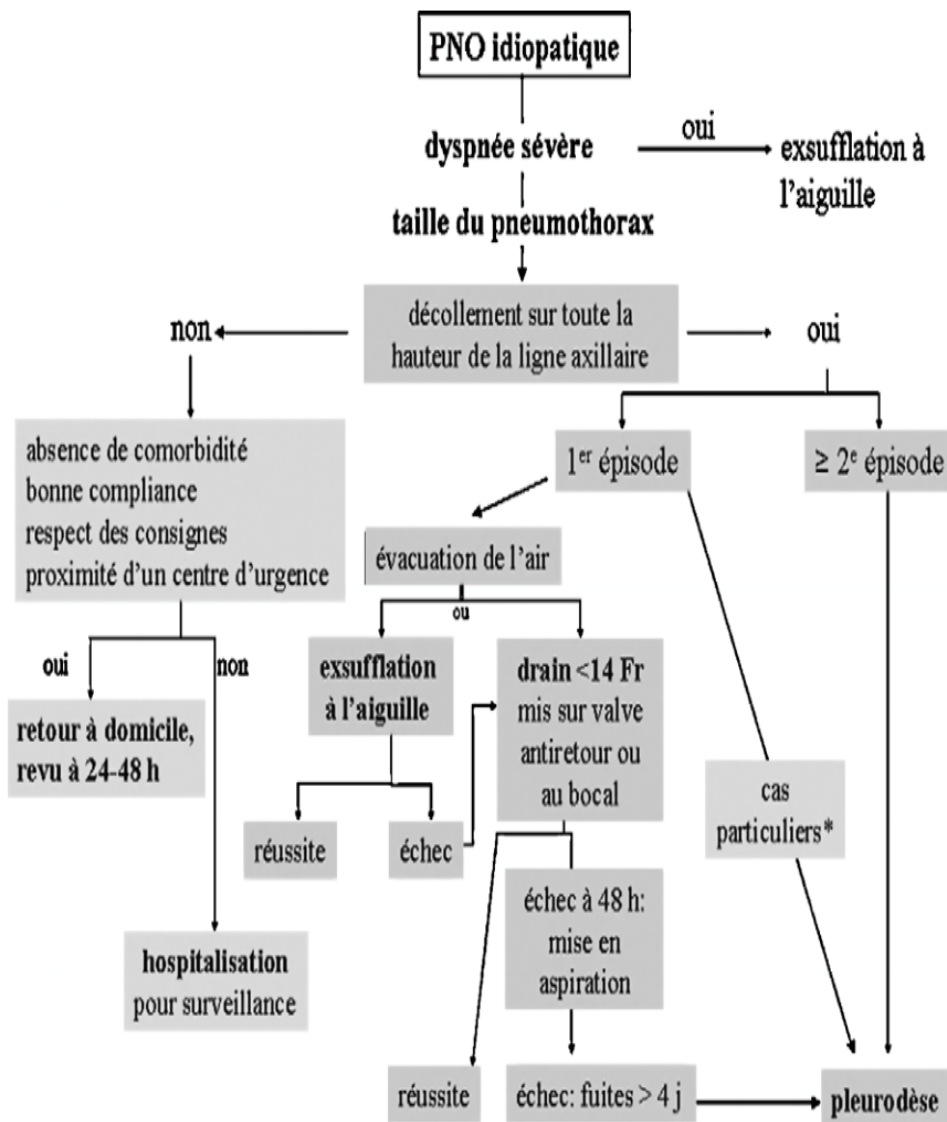 PNO idiopatique
oui
dyspnée sévère
exsufflation à
l'aiguille
taille du pneumothorax
décollement sur toute la
hauteur de la ligne axillaire
non
oui
absence de comorbidité
bonne compliance
respect des consignes
proximité d'un centre d'urgence
1er épisode
≥ 2e épisode
évacuation de l'air
ou
oui
non
exsufflation
à l'aiguille
drain <14 Fr
mis sur valve
antiretour ou
au bocal
retour à domicile,
revu à 24-48 h
réussite
échec
cas
particuliers*
échec à 48 h:
mise en
aspiration
hospitalisation
pour surveillance
réussite
échec: fuites > 4 j
pleurodèse